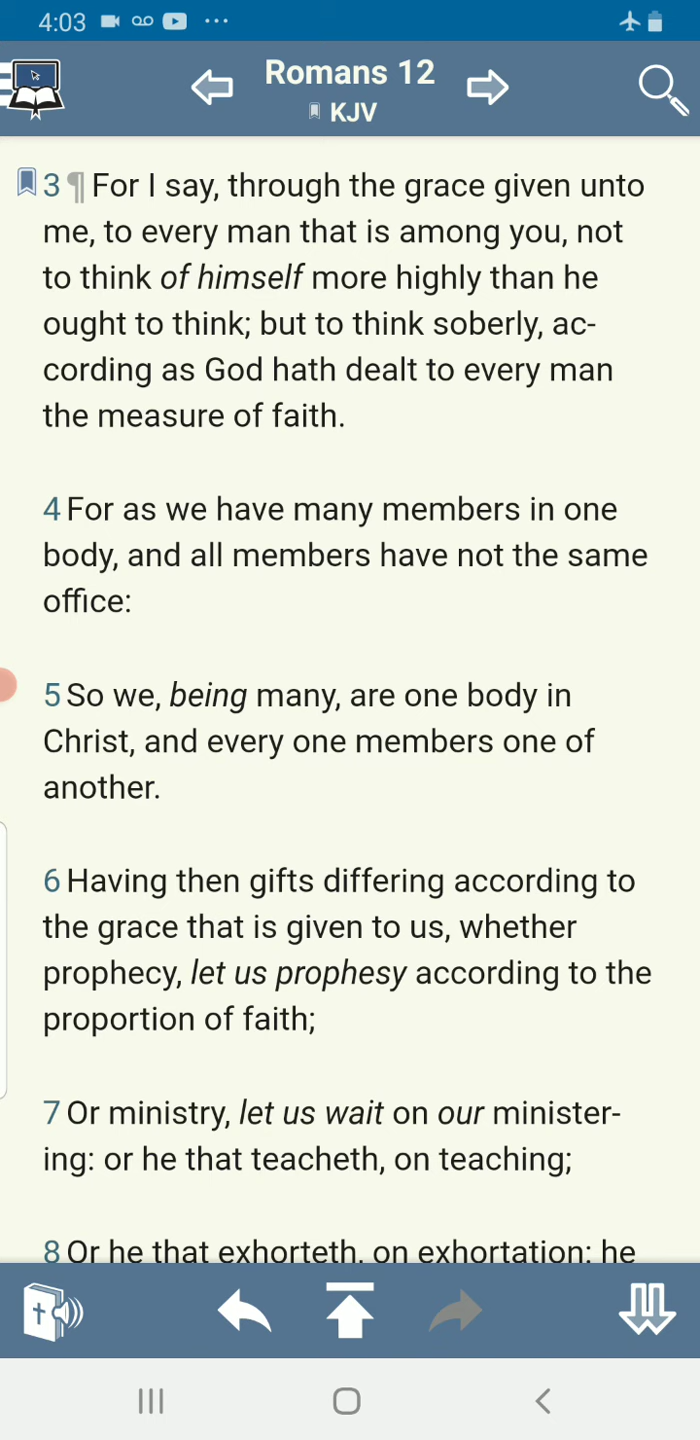 4:03
Romans 12
KJV
3 ¶ For I say, through the grace given unto
me, to every man that is among you, not
to think of himself more highly than he
ought to think; but to think soberly, ac-
cording as God hath dealt to every man
the measure of faith.
4 For as we have many members in one
body, and all members have not the same
office:
5 So we, being many, are one body in
Christ, and every one members one of
another.
6 Having then gifts differing according to
the grace that is given to us, whether
prophecy, let us prophesy according to the
proportion of faith;
7 Or ministry, let us wait on our minister-
ing: or he that teacheth, on teaching;
8 Or he that exhorteth, on exhortation: he